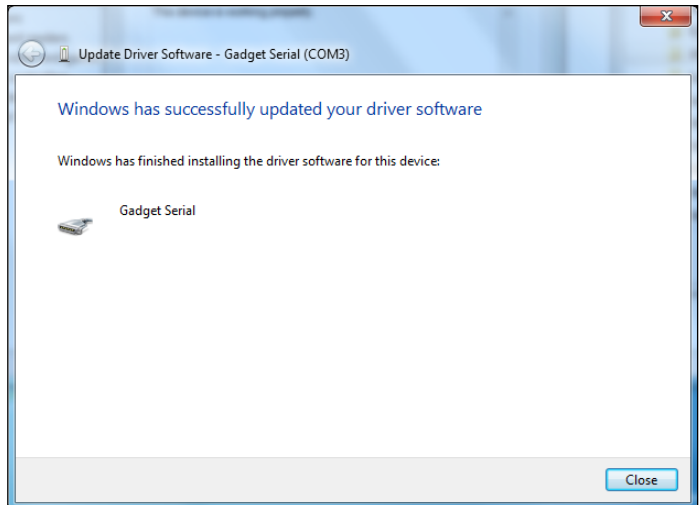 Update Driver Software - Gadget Serial (COM3)
Windows has successfully updated your driver software
Windows has finished installing the driver software for this device:
Gadget Serial
Close